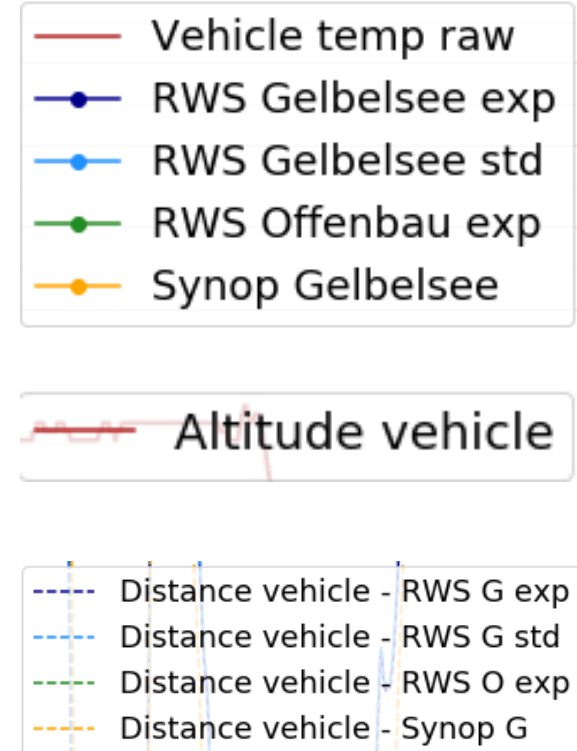 Vehicle temp raw
RWS Gelbelsee exp
RWS Gelbelsee std
RWS Offenbau exp
Synop Gelbelsee
Altitude vehicle
Distance vehicle - RWS G exp
Distance vehicle - RWS G std
Distance vehicle - RWS O exp
Distance vehicle - Synop G